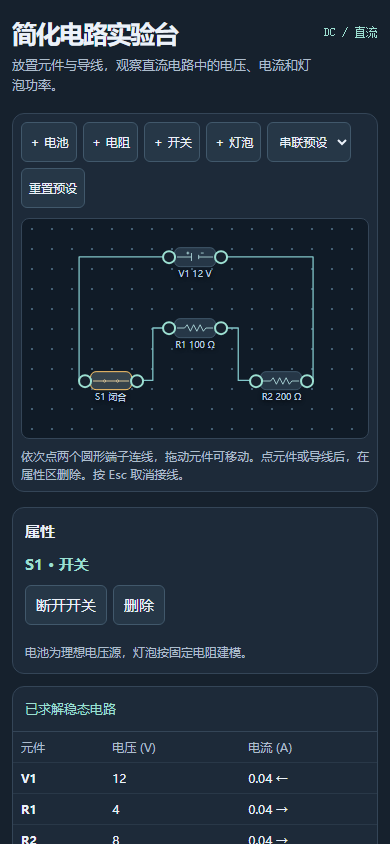 简化电路实验台
DC / 直流
放置元件与导线，观察直流电路中的电压、电流和灯
泡功率。
+ 电池
+ 电阻
+ 开关
+ 灯泡
串联预设
重置预设
V1 12 V
R1 100 Ω
S1 闭合
R2 200 Ω
依次点两个圆形端子连线，拖动元件可移动。点元件或导线后，在
属性区删除。按 Esc 取消接线。
属性
S1 · 开关
断开开关
删除
电池为理想电压源，灯泡按固定电阻建模。
已求解稳态电路
元件 电压 (V) 电流 (A)
V1 12 0.04 ←
R1 4 0.04 →
R2 8 0.04 →